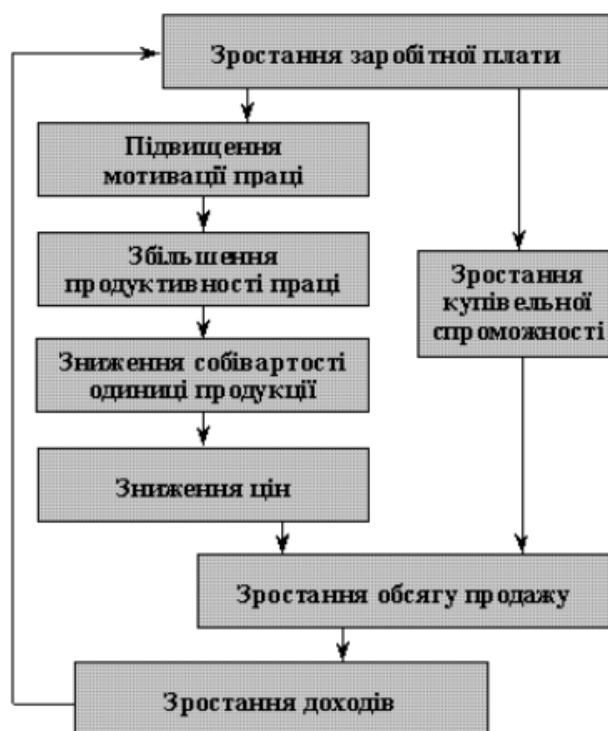 Зростання заробітної плати
Підвищення
мотивації праці
Збільшення
продуктивності праці
Зростання
купівельної
спроможності
Зниження собівартості
одиниці продукції
Зниження цін
Зростання обсягу продажу
Зростання доходів